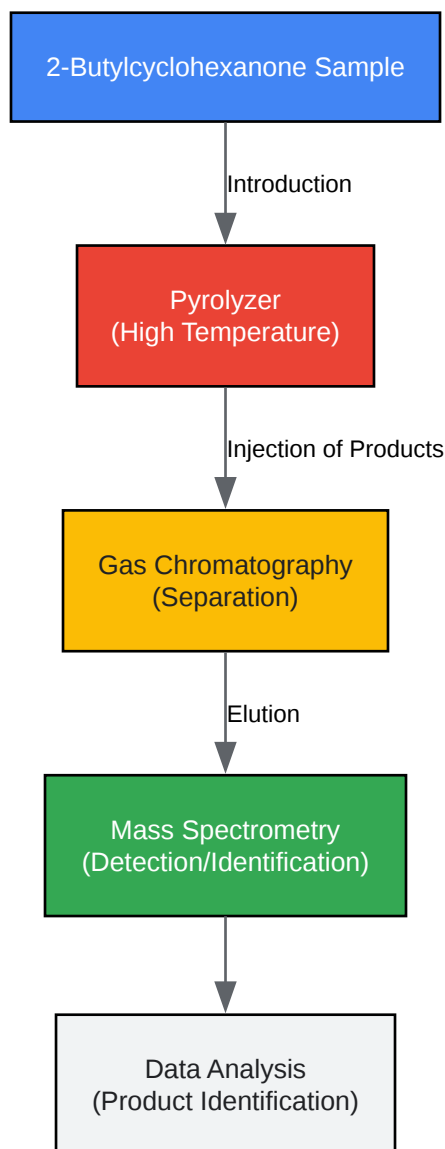 2-Butylcyclohexanone Sample
Introduction
Pyrolyzer
(High Temperature)
Injection of Products
Gas Chromatography
(Separation)
Elution
Mass Spectrometry
(Detection/Identification)
Data Analysis
(Product Identification)